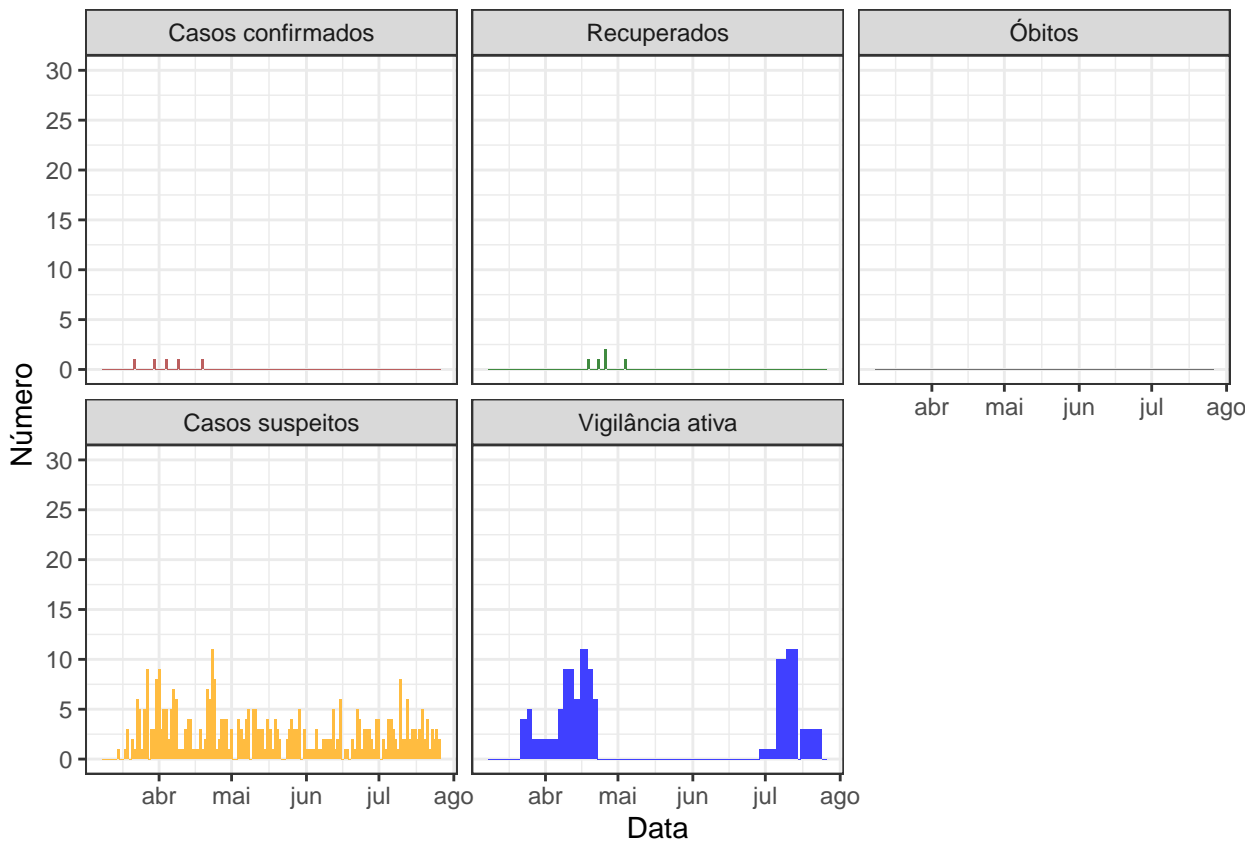 Casos confirmados
Recuperados
Óbitos
30
25
20
15
10
5
0
abr mai jun jul ago
Número
Casos suspeitos
Vigilância ativa
30
25
20
15
10
5
0
abr mai jun jul ago
abr mai jun jul ago
Data